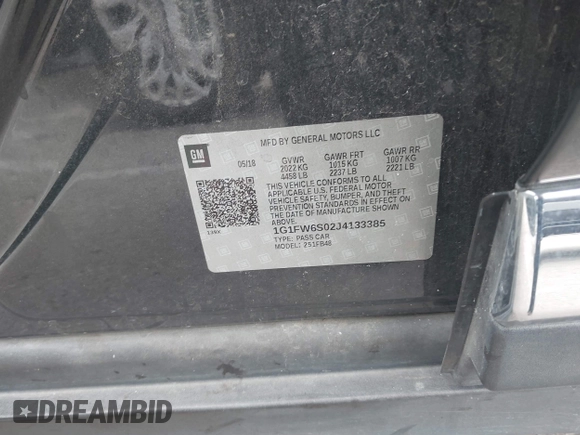 MFD BY GENERAL MOTORS LLC
GM 05/18 GVWR GAWR FRT GAWR RR
2022 KG 1015 KG 1007 KG
4458 LB 2237 LB 2221 LB
THIS VEHICLE CONFORMS TO ALL
APPLICABLE U.S. FEDERAL MOTOR
VEHICLE SAFETY, BUMPER, AND THEFT
PREVENTION STANDARDS IN EFFECT ON
THE DATE OF MANUFACTURE SHOWN
ABOVE.
1G1FW6S02J4133385
TYPE: PASS CAR
MODEL: 251FB48
DREAMBID